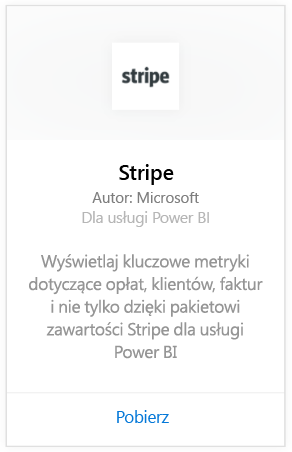 stripe
Stripe
Autor: Microsoft
Dla usługi Power BI
Wyświetlaj kluczowe metryki
dotyczące opłat, klientów, faktur
i nie tylko dzięki pakietowi
zawartości Stripe dla usługi
Power BI
Pobierz